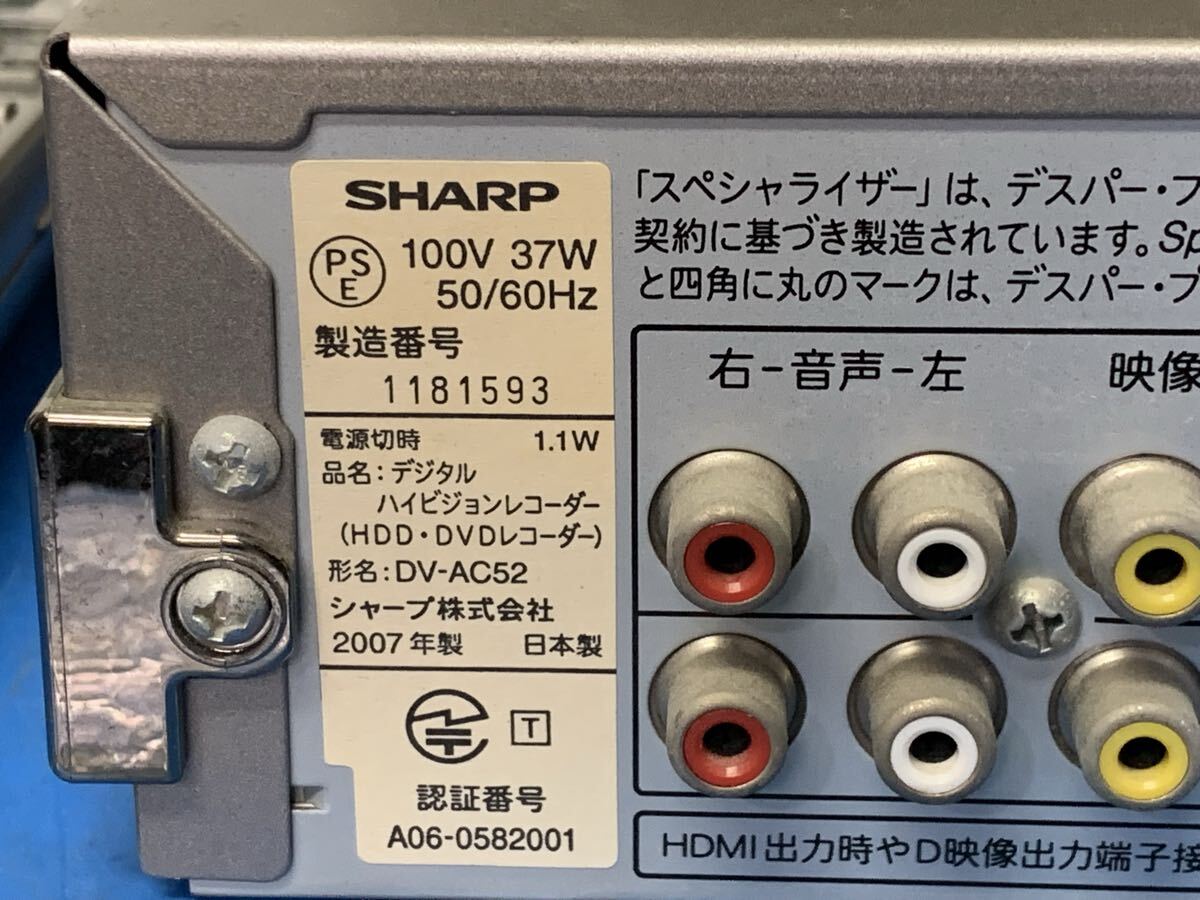 SHARP
PS
E
100V 37W
50/60Hz
製造番号
1181593
電源切時 1.1W
品名:デジタル
ハイビジョンレコーダー
(HDD・DVDレコーダー)
形名:DV-AC52
シャープ株式会社
2007年製 日本製
T
認証番号
A06-0582001
「スペシャライザー」は、デスパー・プ
契約に基づき製造されています。Sp
と四角に丸のマークは、デスパー・プ
右-音声-左 映像
HDMI出力時やD映像出力端子接